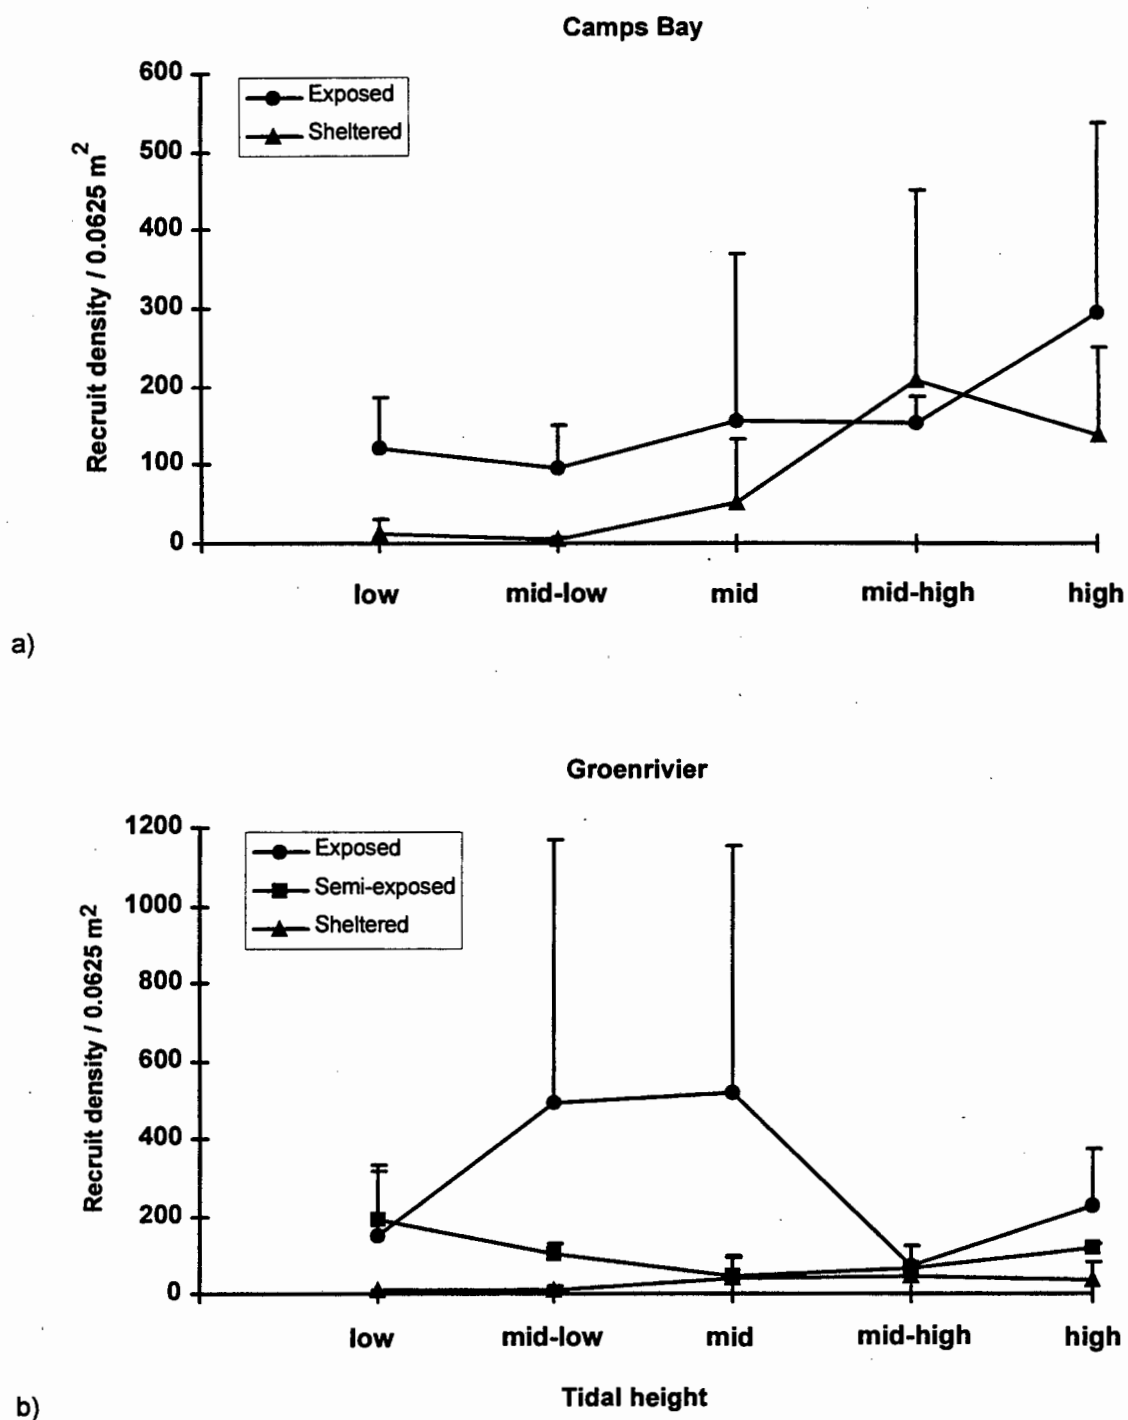 Camps Bay
600
500
400
300
200
100
0
Recruit density / 0.0625 m²
Exposed
Sheltered
low mid-low mid mid-high high
a)
Groenrivier
1200
1000
800
600
400
200
0
Recruit density / 0.0625 m²
Exposed
Semi-exposed
Sheltered
low mid-low mid mid-high high
Tidal height
b)